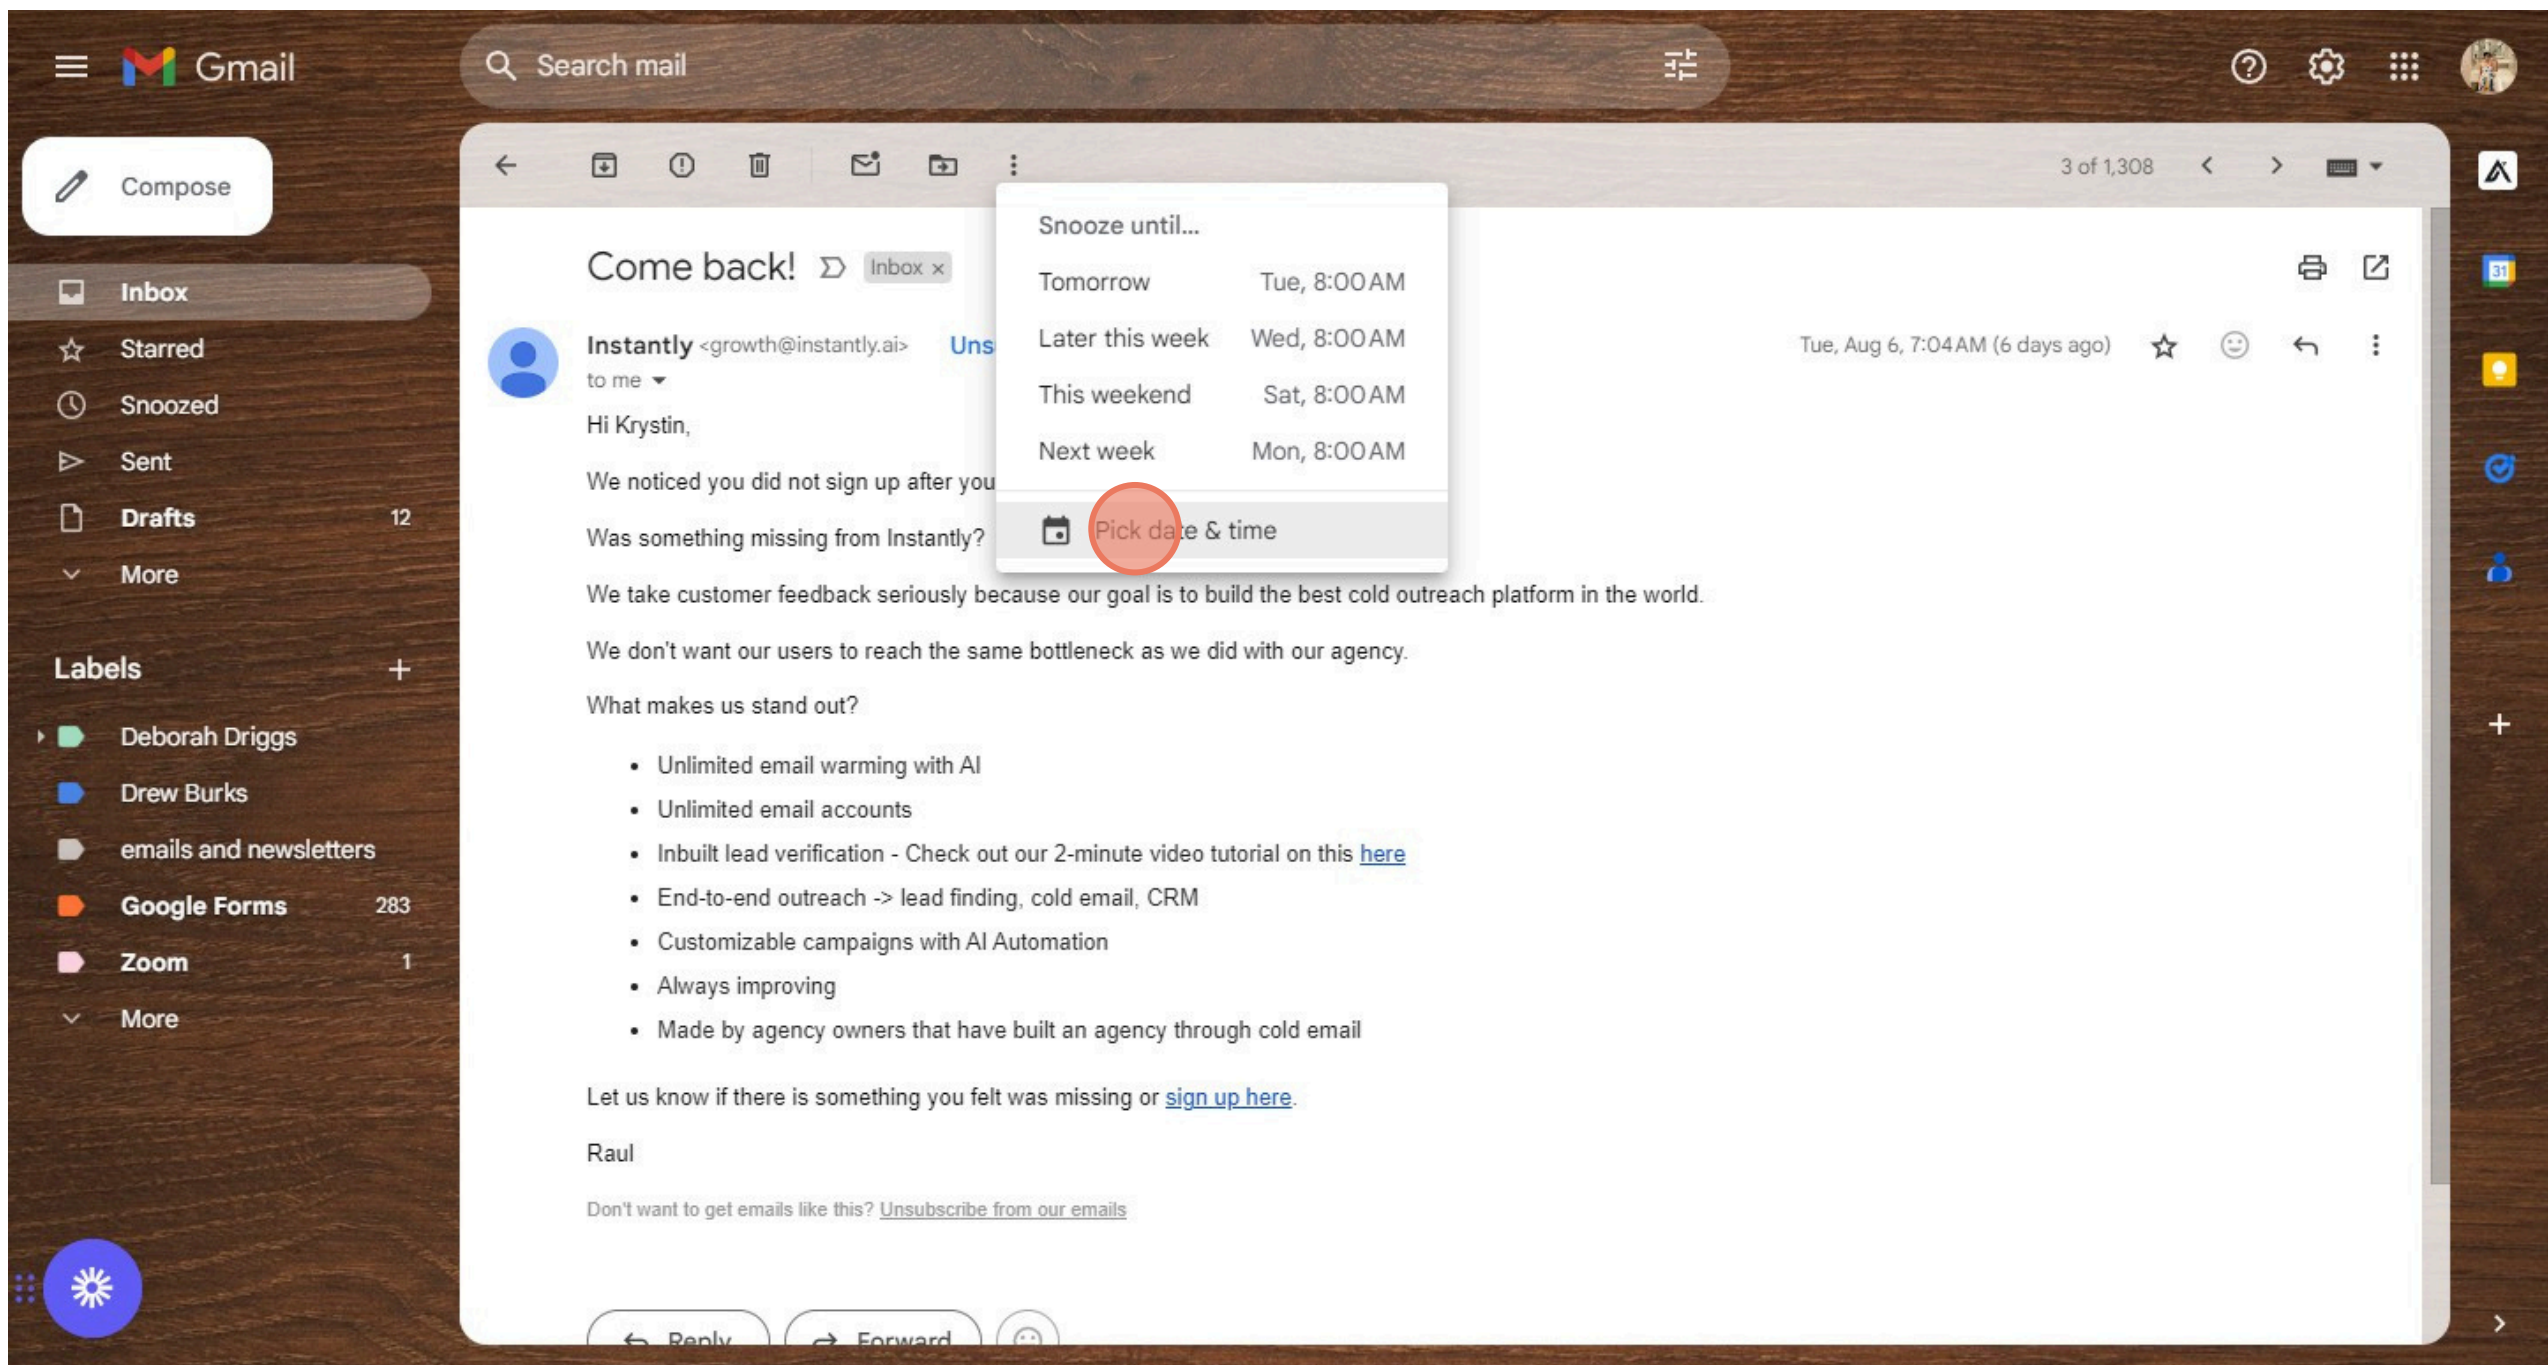 Gmail
Search mail
Compose
3 of 1,308
Inbox
Starred
Snoozed
Sent
Drafts 12
More
Labels
Deborah Driggs
Drew Burks
emails and newsletters
Google Forms 283
Zoom 1
More
Snooze until...
Tomorrow Tue, 8:00 AM
Later this week Wed, 8:00 AM
This weekend Sat, 8:00 AM
Next week Mon, 8:00 AM
Pick date & time
Come back! Inbox ×
Instantly <growth@instantly.ai> Uns
Tue, Aug 6, 7:04 AM (6 days ago)
to me
Hi Krystin,
We noticed you did not sign up after you
Was something missing from Instantly?
We take customer feedback seriously because our goal is to build the best cold outreach platform in the world.
We don't want our users to reach the same bottleneck as we did with our agency.
What makes us stand out?
• Unlimited email warming with AI
• Unlimited email accounts
• Inbuilt lead verification - Check out our 2-minute video tutorial on this here
• End-to-end outreach -> lead finding, cold email, CRM
• Customizable campaigns with AI Automation
• Always improving
• Made by agency owners that have built an agency through cold email
Let us know if there is something you felt was missing or sign up here.
Raul
Don't want to get emails like this? Unsubscribe from our emails
Reply
Forward
31